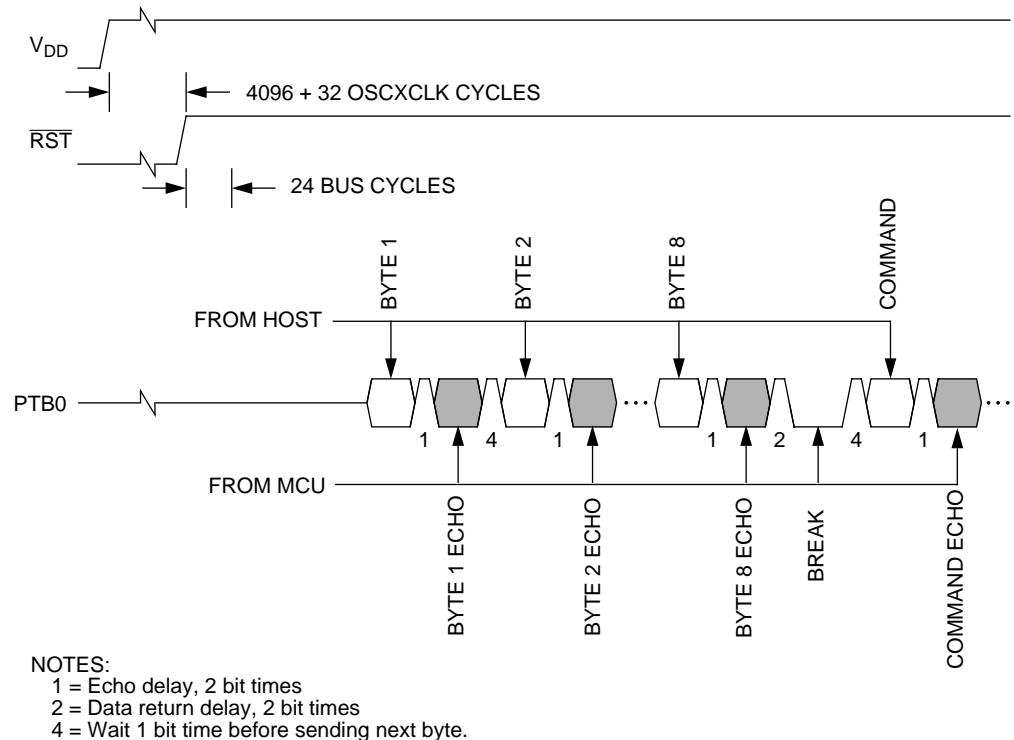 VDD
4096 + 32 OSCXCLK CYCLES
RST
24 BUS CYCLES
BYTE 1
BYTE 2
BYTE 8
COMMAND
FROM HOST
PTB0
1
4
1
1
2
4
1
FROM MCU
BYTE 1 ECHO
BYTE 2 ECHO
BYTE 8 ECHO
BREAK
COMMAND ECHO
NOTES:
1 = Echo delay, 2 bit times
2 = Data return delay, 2 bit times
4 = Wait 1 bit time before sending next byte.